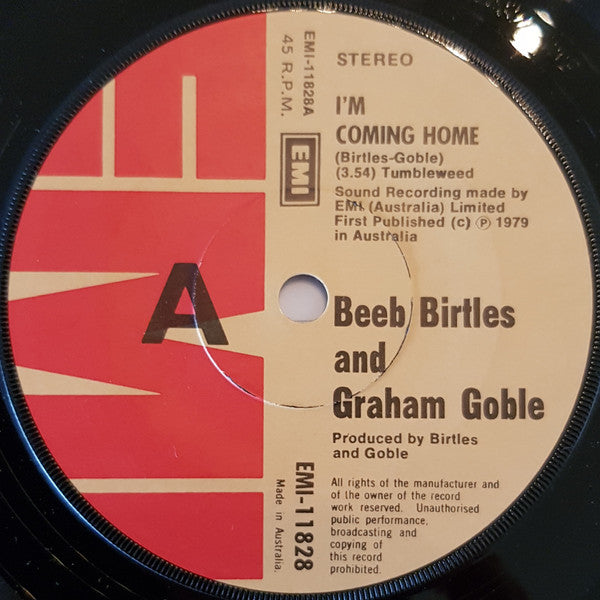 STEREO
I'M
COMING HOME
(Birtles-Goble)
(3.54) Tumbleweed
Sound Recording made by
EMI (Australia) Limited
First Published (c) ℗ 1979
in Australia
EMI-11828A
45 R.P.M.
EMI
A
Beeb Birtles
and
Graham Goble
Produced by Birtles
and Goble
EMI-11828
Made in Australia.
All rights of the manufacturer and
of the owner of the record
work reserved. Unauthorised
public performance,
broadcasting and
copying of
this record
prohibited.
EMI